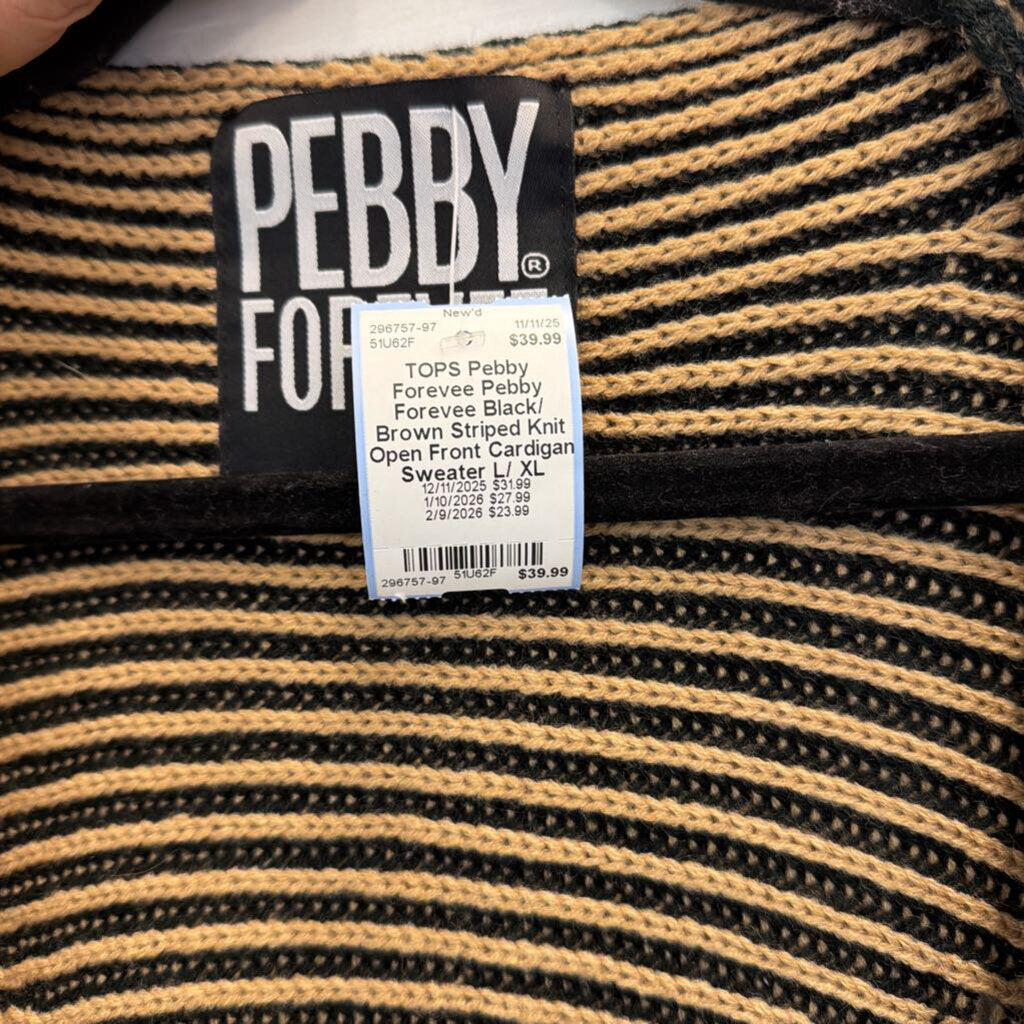 PEBBY®
FOREVE
New'd
296757-97 11/11/25
51U62F $39.99
TOPS Pebby
Forevee Pebby
Forevee Black/
Brown Striped Knit
Open Front Cardigan
Sweater L/ XL
12/11/2025 $31.99
1/10/2026 $27.99
2/9/2026 $23.99
296757-97 51U62F $39.99